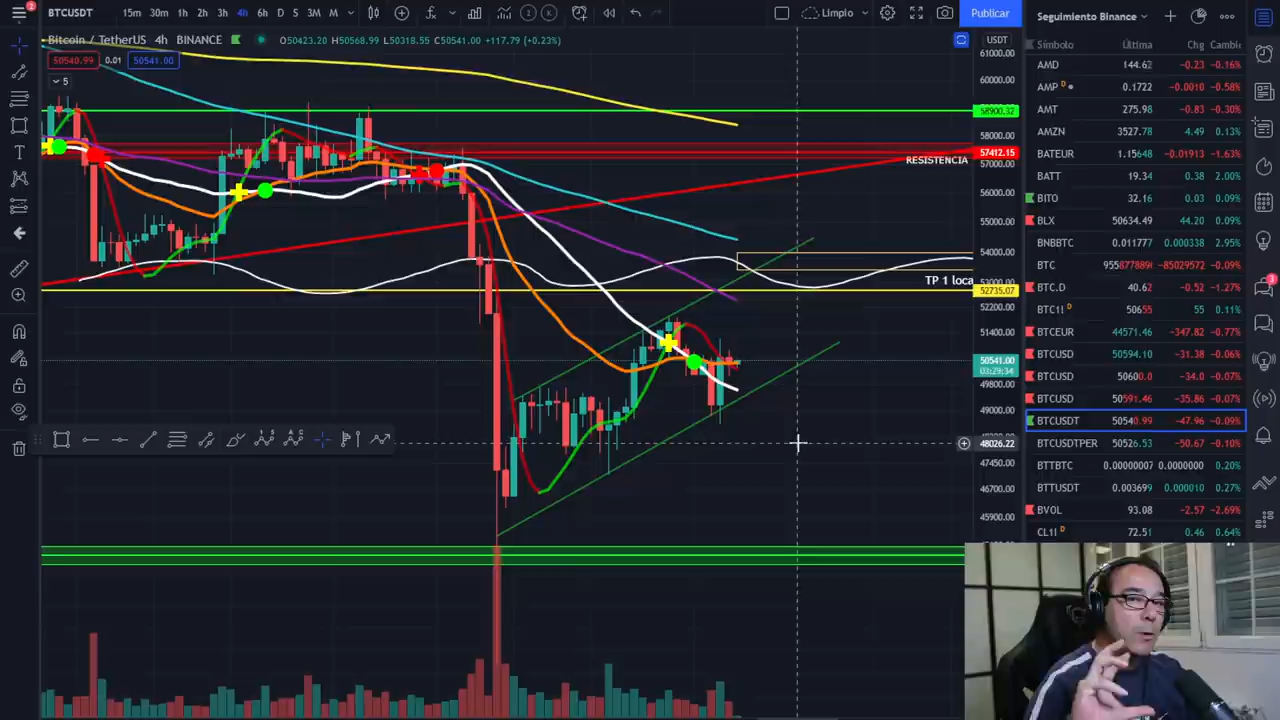 2
BTCUSDT 15m 30m 1h 2h 3h 4h 6h D S 3M M Limpio Publicar
Bitcoin / TetherUS 4h BINANCE O50423.20 H50568.99 L50318.55 C50541.00 +117.79 (+0.23%)
USDT
50540.99 0.01 50541.00
5
61000.00
60000.00
58900.32
58000.00
57412.15
RESISTENCIA
57000.00
56000.00
55000.00
54000.00
TP 1 loca
52735.07
52200.00
51400.00
50541.00
03:29:34
49800.00
49000.00
48026.22
47450.00
46700.00
45900.00
Seguimiento Binance
Símbolo Última Chg Cambic
AMD 144.62 -0.23 -0.16%
AMP D 0.1722 -0.0010 -0.58%
AMT 275.98 -0.83 -0.30%
AMZN 3527.78 4.49 0.13%
BATEUR 1.15648 -0.01913 -1.63%
BATT 19.34 0.38 2.00%
BITO 32.16 0.03 0.09%
BLX 50634.49 44.20 0.09%
BNBBTC 0.011777 0.000338 2.95%
BTC -85029572 -0.09%
BTC.D 40.62 -0.52 -1.27%
BTC1! D 50655 55 0.11%
3
BTCEUR 44571.46 -347.82 -0.77%
BTCUSD 50594.10 -31.38 -0.06%
BTCUSD 50600.0 -34.0 -0.07%
BTCUSD 50591.46 -35.86 -0.07%
BTCUSDT 50540.99 -47.96 -0.09%
BTCUSDTPER 50526.53 -50.67 -0.10%
BTTBTC 0.00000007 0.0000000 0.20%
BTTUSDT 0.003699 0.000010 0.27%
BVOL 93.08 -2.57 -2.69%
CL1! D 72.51 0.46 0.64%